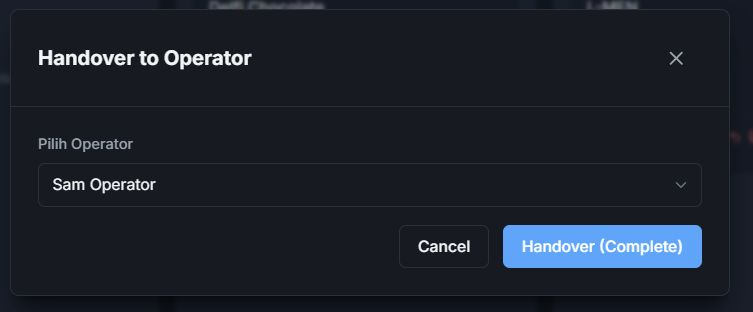 Handover to Operator
Pilih Operator
Sam Operator
Cancel
Handover (Complete)